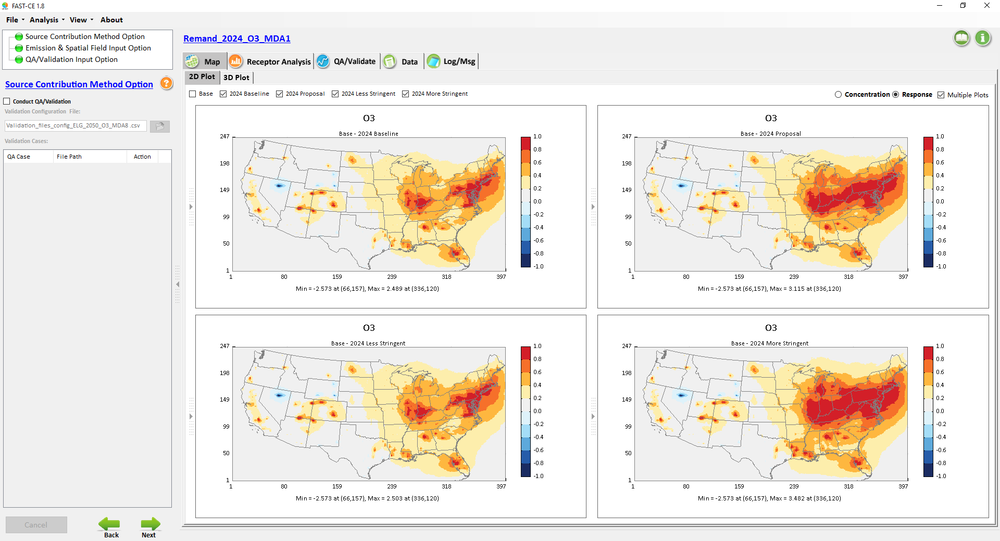 FAST-CE 1.8
File Analysis View About
Source Contribution Method Option
Emission & Spatial Field Input Option
QA/Validation Input Option
Source Contribution Method Option
?
Conduct QA/Validation
Validation Configuration File:
Validation_files_config_ELG_2050_O3_MDA8 .csv
Validation Cases:
QA Case File Path Action
Cancel
Back
Next
Remand_2024_O3_MDA1
i
Map Receptor Analysis QA/Validate Data Log/Msg
2D Plot 3D Plot
Base 2024 Baseline 2024 Proposal 2024 Less Stringent 2024 More Stringent
Concentration Response Multiple Plots
O3
Base - 2024 Baseline
247
198
149
99
50
1
1 80 159 239 318 397
1.0
0.8
0.6
0.4
0.2
0.0
-0.2
-0.4
-0.6
-0.8
-1.0
Min = -2.573 at (66,157), Max = 2.489 at (336,120)
O3
Base - 2024 Proposal
247
198
149
99
50
1
1 80 159 239 318 397
1.0
0.8
0.6
0.4
0.2
0.0
-0.2
-0.4
-0.6
-0.8
-1.0
Min = -2.573 at (66,157), Max = 3.115 at (336,120)
O3
Base - 2024 Less Stringent
247
198
149
99
50
1
1 80 159 239 318 397
1.0
0.8
0.6
0.4
0.2
0.0
-0.2
-0.4
-0.6
-0.8
-1.0
Min = -2.573 at (66,157), Max = 2.503 at (336,120)
O3
Base - 2024 More Stringent
247
198
149
99
50
1
1 80 159 239 318 397
1.0
0.8
0.6
0.4
0.2
0.0
-0.2
-0.4
-0.6
-0.8
-1.0
Min = -2.573 at (66,157), Max = 3.482 at (336,120)